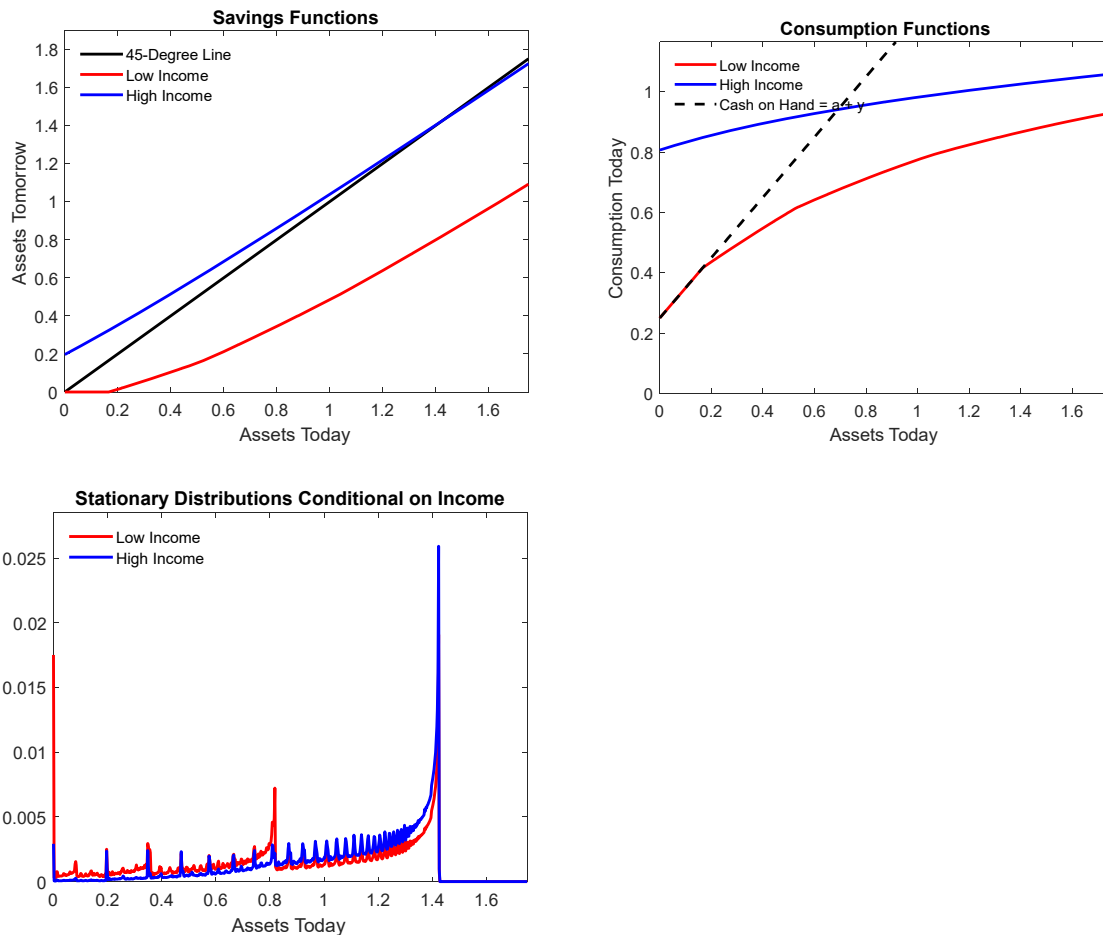 Savings Functions
45-Degree Line
Low Income
High Income
1.8
1.6
1.4
1.2
1
0.8
0.6
0.4
0.2
0
Assets Tomorrow
0 0.2 0.4 0.6 0.8 1 1.2 1.4 1.6
Assets Today
Consumption Functions
Low Income
High Income
Cash on Hand = a + y
1
0.8
0.6
0.4
0.2
0
Consumption Today
0 0.2 0.4 0.6 0.8 1 1.2 1.4 1.6
Assets Today
Stationary Distributions Conditional on Income
Low Income
High Income
0.025
0.02
0.015
0.01
0.005
0
0 0.2 0.4 0.6 0.8 1 1.2 1.4 1.6
Assets Today